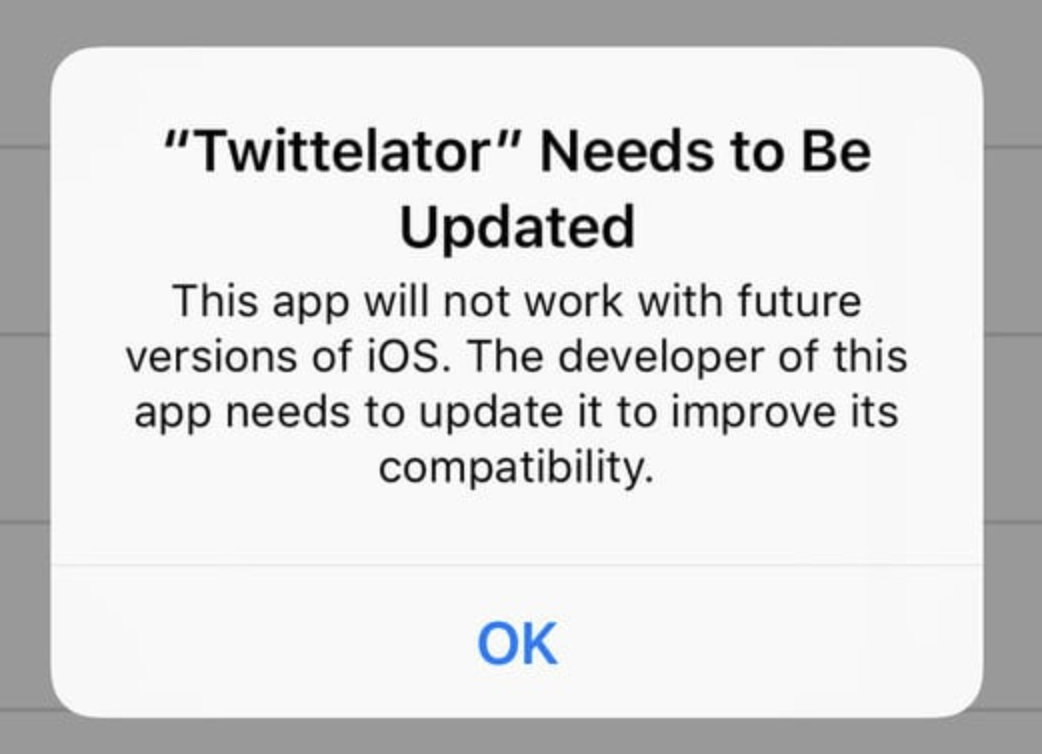 “Twittelator” Needs to Be
Updated
This app will not work with future
versions of iOS. The developer of this
app needs to update it to improve its
compatibility.
OK